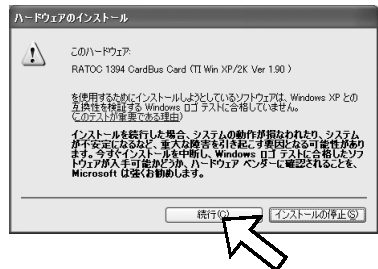 ハードウェアのインストール
このハードウェア:
RATOC 1394 CardBus Card (TI Win XP/2K Ver 1.90 )
を使用するためにインストールしようとしているソフトウェアは、Windows XP との
互換性を検証する Windows ロゴ テストに合格していません。
(このテストが重要である理由)
インストールを続行した場合、システムの動作が損なわれたり、システム
が不安定になるなど、重大な障害を引き起こす要因となる可能性があり
ます。今すぐインストールを中断し、Windows ロゴ テストに合格したソフ
トウェアが入手可能かどうか、ハードウェア ベンダーに確認されることを、
Microsoft は強くお勧めします。
続行(C)
インストールの停止(S)